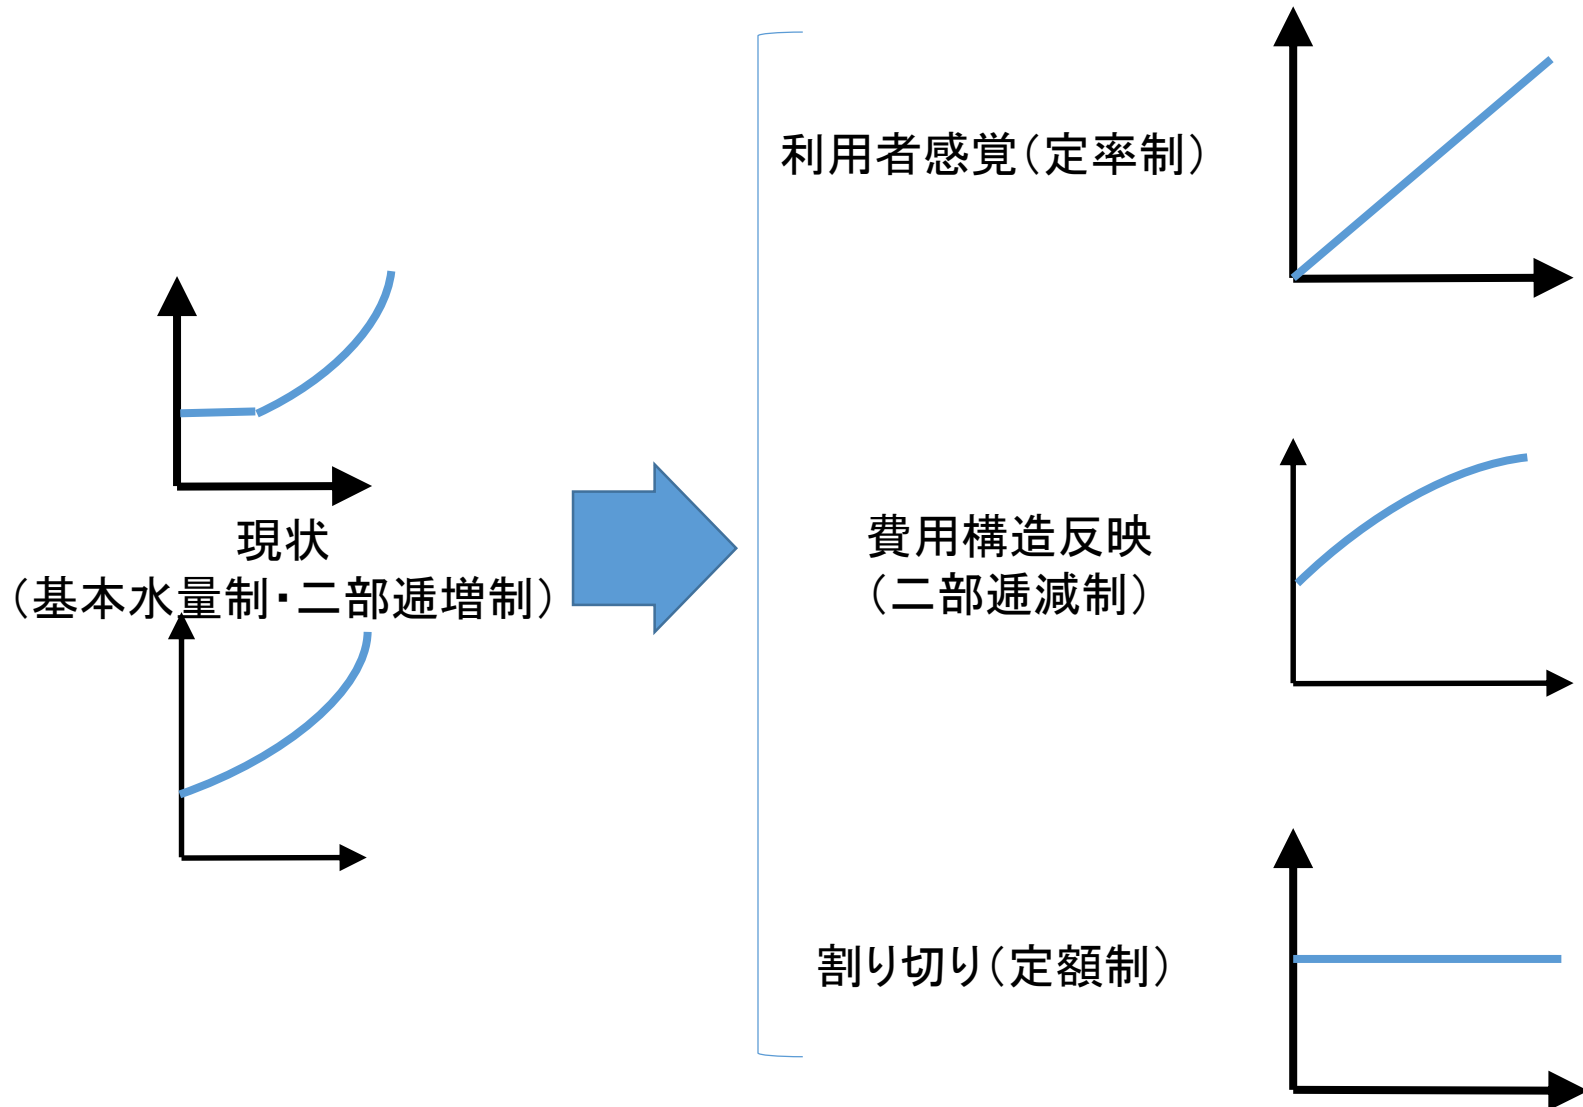 利用者感覚（定率制）
現状
（基本水量制・二部逓増制）
費用構造反映
（二部逓減制）
割り切り（定額制）